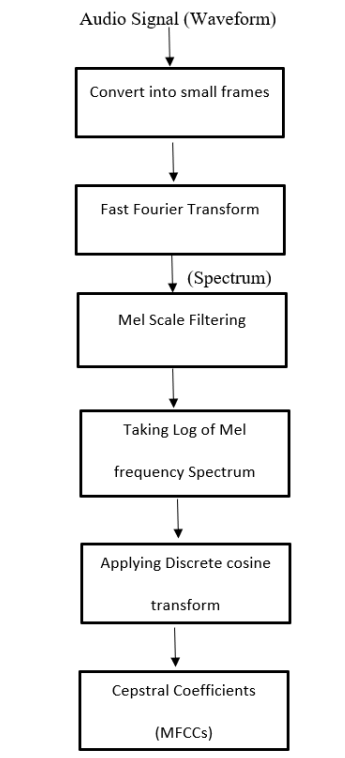 Audio Signal (Waveform)
Convert into small frames
Fast Fourier Transform
(Spectrum)
Mel Scale Filtering
Taking Log of Mel
frequency Spectrum
Applying Discrete cosine
transform
Cepstral Coefficients
(MFCCs)